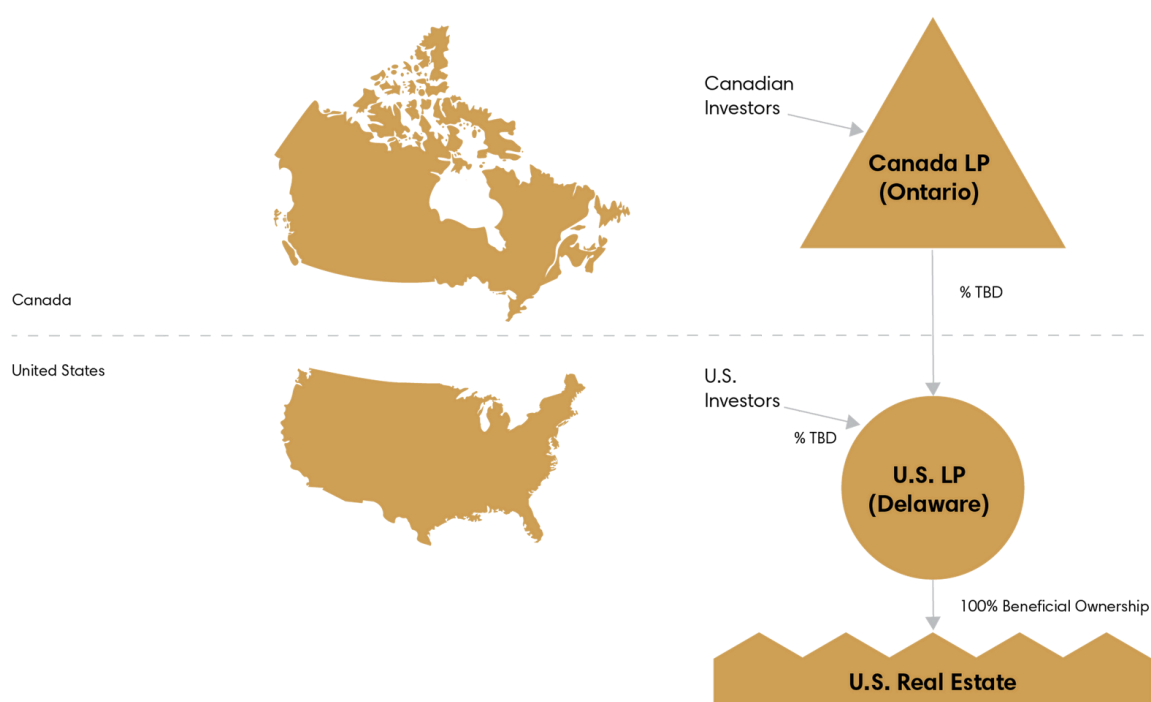 Canadian
Investors
Canada LP
(Ontario)
Canada
% TBD
United States
U.S.
Investors
% TBD
U.S. LP
(Delaware)
100% Beneficial Ownership
U.S. Real Estate